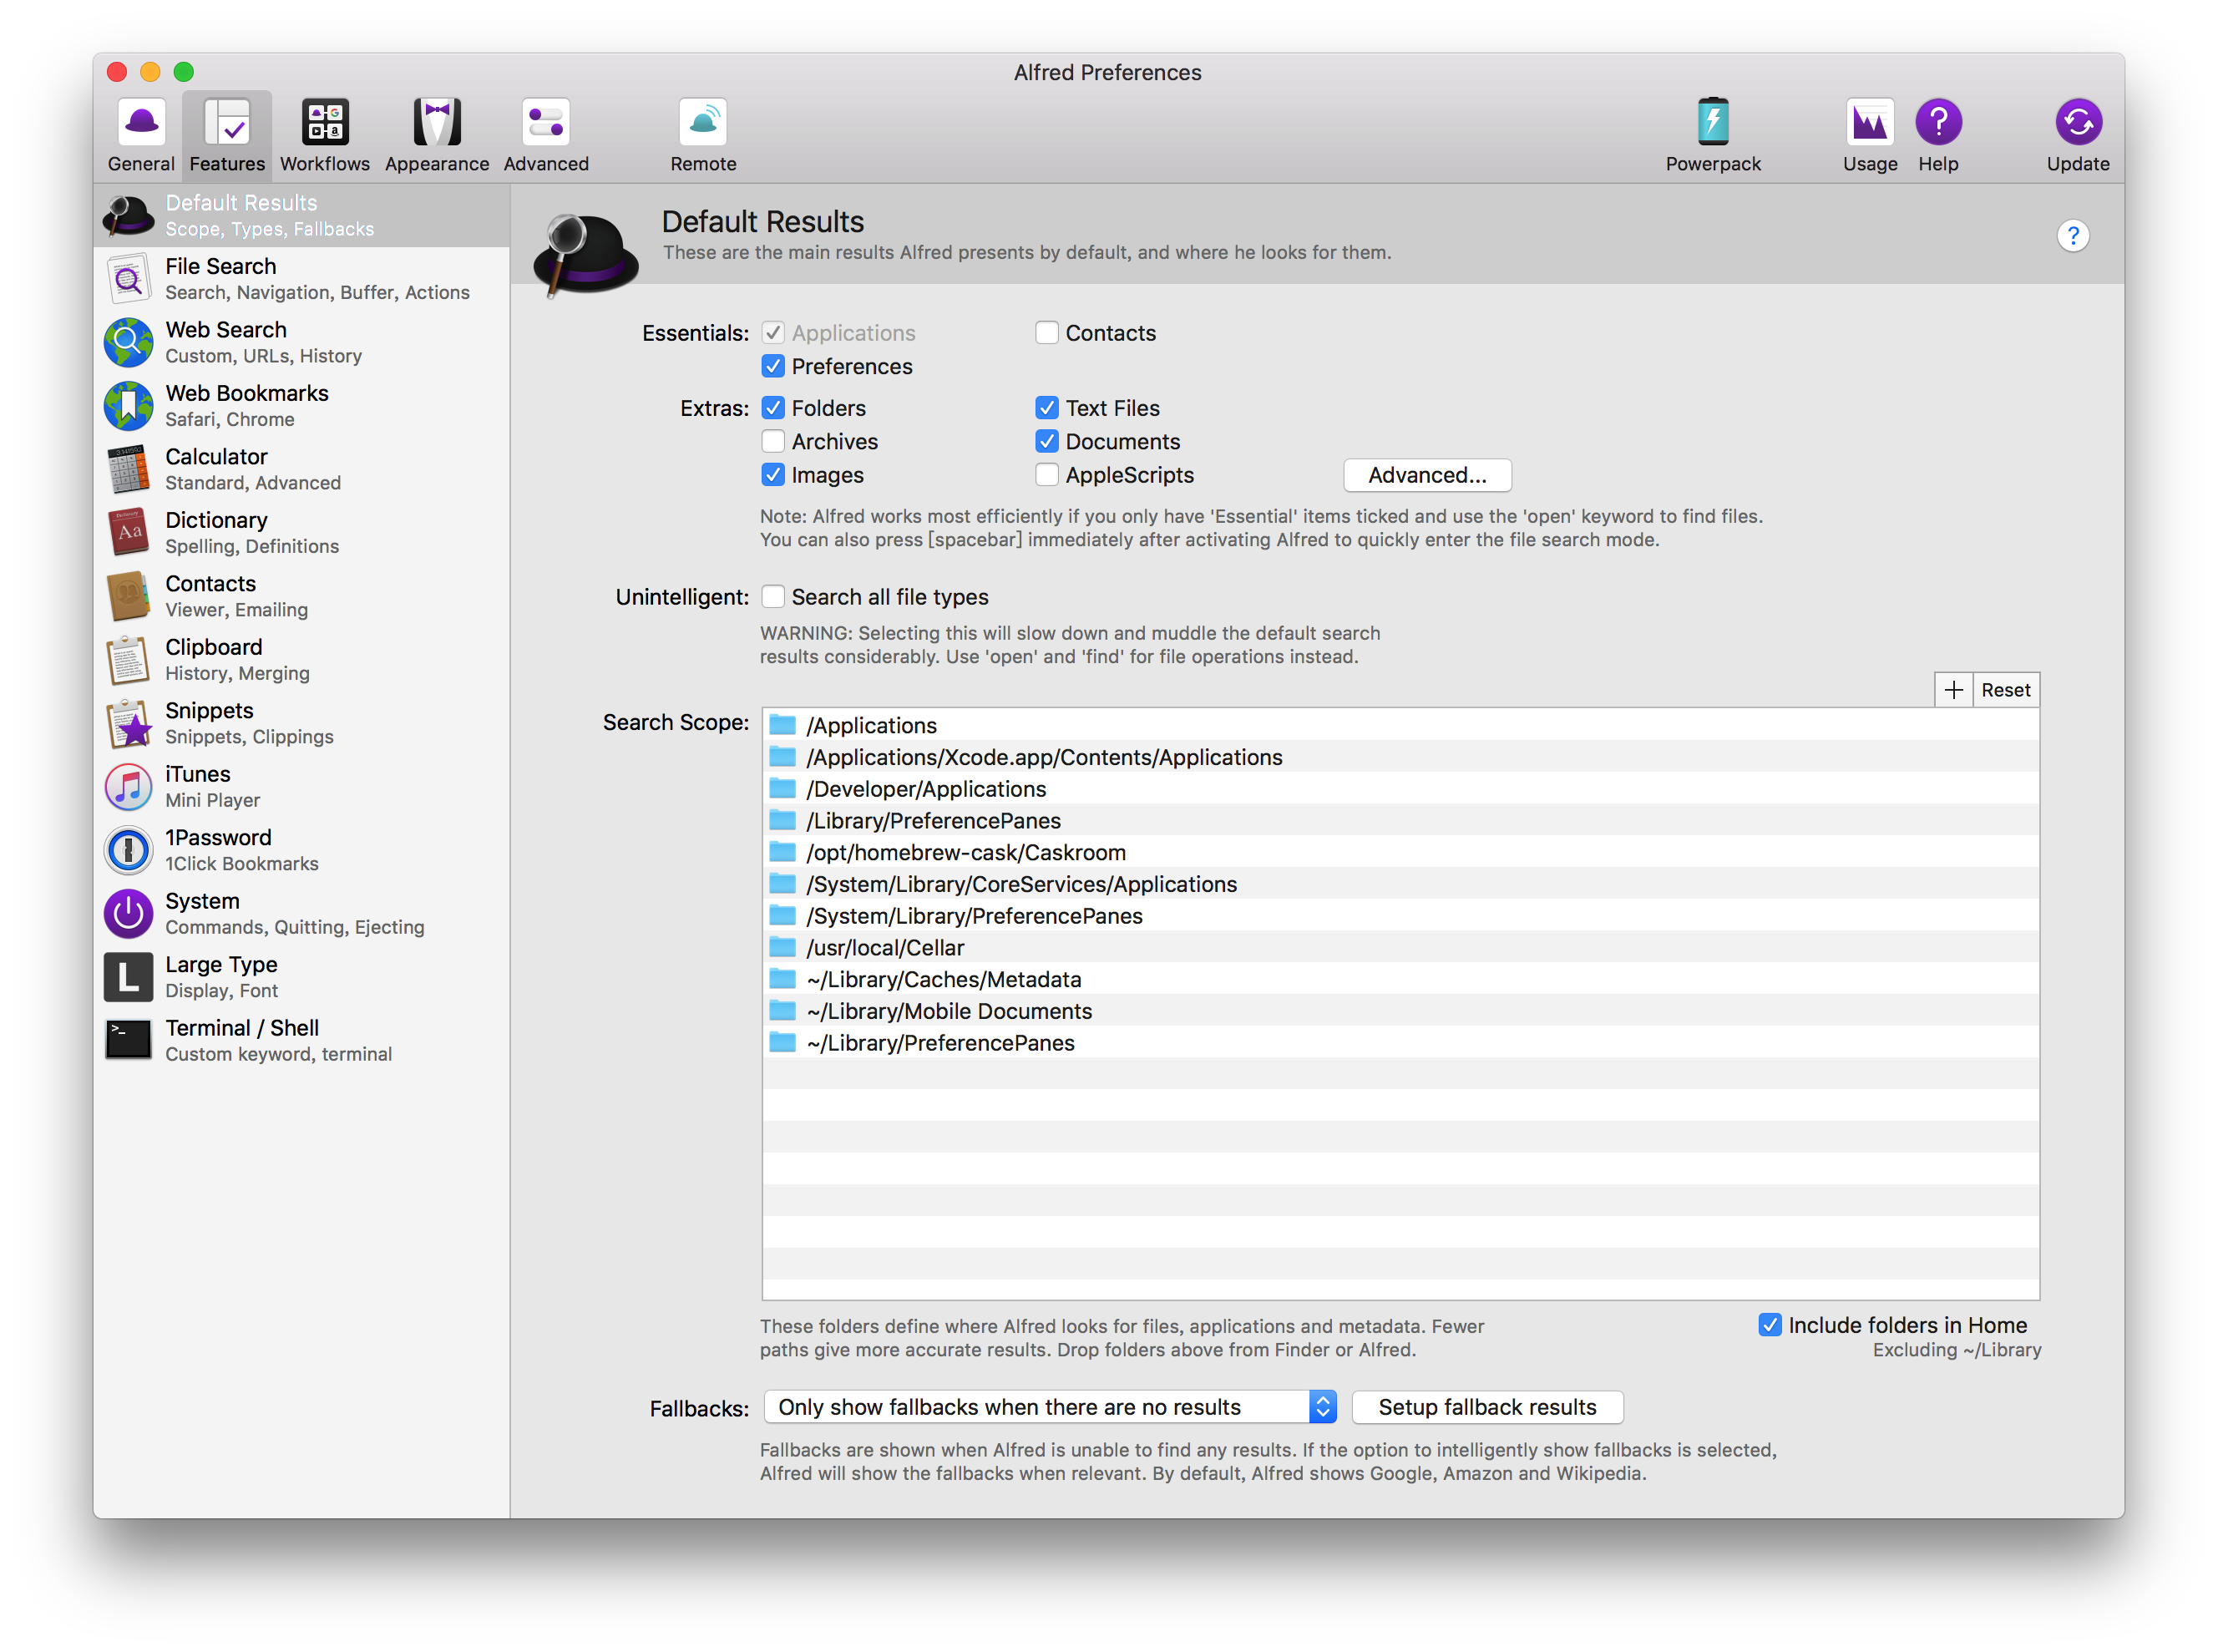 Alfred Preferences
General
Features
Workflows
Appearance
Advanced
Remote
Powerpack
Usage
Help
Update
Default Results
Scope, Types, Fallbacks
File Search
Search, Navigation, Buffer, Actions
Web Search
Custom, URLs, History
Web Bookmarks
Safari, Chrome
Calculator
Standard, Advanced
Dictionary
Spelling, Definitions
Contacts
Viewer, Emailing
Clipboard
History, Merging
Snippets
Snippets, Clippings
iTunes
Mini Player
1Password
1Click Bookmarks
System
Commands, Quitting, Ejecting
L
Large Type
Display, Font
>_
Terminal / Shell
Custom keyword, terminal
Default Results
These are the main results Alfred presents by default, and where he looks for them.
?
Essentials:
Applications
Contacts
Preferences
Extras:
Folders
Text Files
Archives
Documents
Images
AppleScripts
Advanced...
Note: Alfred works most efficiently if you only have 'Essential' items ticked and use the 'open' keyword to find files.
You can also press [spacebar] immediately after activating Alfred to quickly enter the file search mode.
Unintelligent:
Search all file types
WARNING: Selecting this will slow down and muddle the default search
results considerably. Use 'open' and 'find' for file operations instead.
+
Reset
Search Scope:
/Applications
/Applications/Xcode.app/Contents/Applications
/Developer/Applications
/Library/PreferencePanes
/opt/homebrew-cask/Caskroom
/System/Library/CoreServices/Applications
/System/Library/PreferencePanes
/usr/local/Cellar
~/Library/Caches/Metadata
~/Library/Mobile Documents
~/Library/PreferencePanes
These folders define where Alfred looks for files, applications and metadata. Fewer
paths give more accurate results. Drop folders above from Finder or Alfred.
Include folders in Home
Excluding ~/Library
Fallbacks:
Only show fallbacks when there are no results
Setup fallback results
Fallbacks are shown when Alfred is unable to find any results. If the option to intelligently show fallbacks is selected,
Alfred will show the fallbacks when relevant. By default, Alfred shows Google, Amazon and Wikipedia.